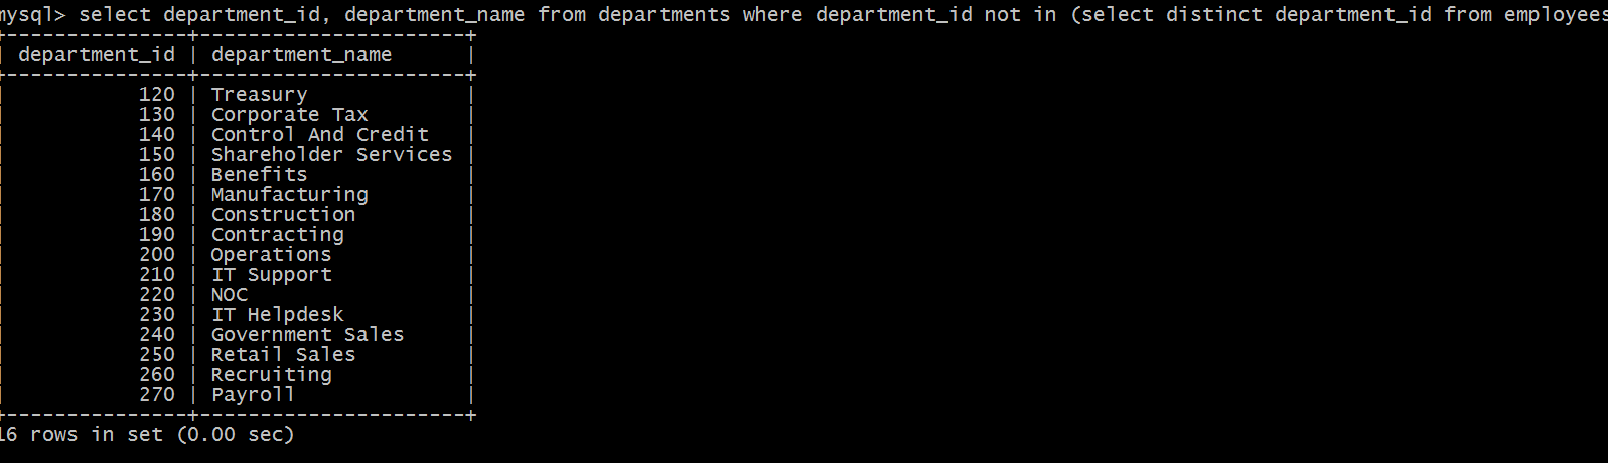 mysql> select department_id, department_name from departments where department_id not in (select distinct department_id from employees
+---------------+----------------------+
| department_id | department_name      |
+---------------+----------------------+
|           120 | Treasury             |
|           130 | Corporate Tax        |
|           140 | Control And Credit   |
|           150 | Shareholder Services |
|           160 | Benefits             |
|           170 | Manufacturing        |
|           180 | Construction         |
|           190 | Contracting          |
|           200 | Operations           |
|           210 | IT Support           |
|           220 | NOC                  |
|           230 | IT Helpdesk          |
|           240 | Government Sales     |
|           250 | Retail Sales         |
|           260 | Recruiting           |
|           270 | Payroll              |
+---------------+----------------------+
16 rows in set (0.00 sec)